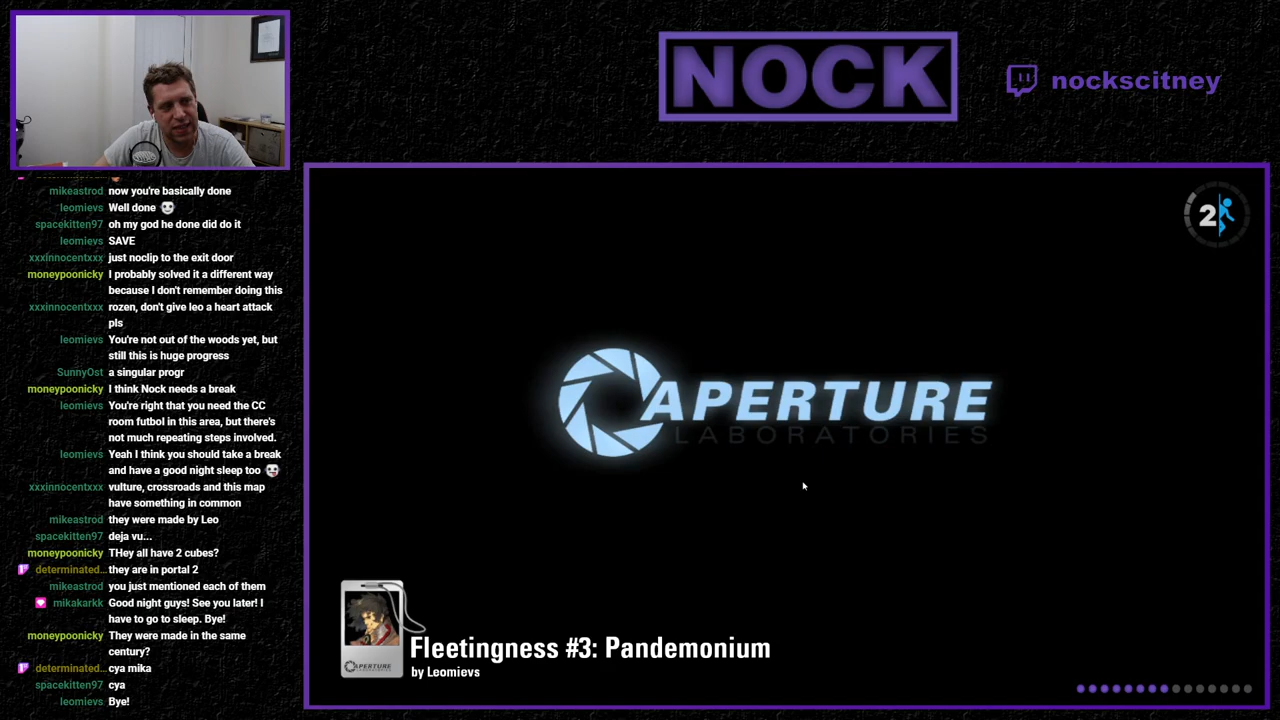 NOCK
nockscitney
mikeastrod now you're basically done
leomievs Well done
spacekitten97 oh my god he done did do it
leomievs SAVE
xxxinnocentxxx just noclip to the exit door
moneypoonicky I probably solved it a different way
because I don't remember doing this
xxxinnocentxxx rozen, don't give leo a heart attack
pls
leomievs You're not out of the woods yet, but
still this is huge progress
SunnyOst a singular progr
moneypoonicky I think Nock needs a break
leomievs You're right that you need the CC
room futbol in this area, but there's
not much repeating steps involved.
leomievs Yeah I think you should take a break
and have a good night sleep too
xxxinnocentxxx vulture, crossroads and this map
have something in common
mikeastrod they were made by Leo
spacekitten97 deja vu...
moneypoonicky THey all have 2 cubes?
determinated... they are in portal 2
mikeastrod you just mentioned each of them
mikakarkk Good night guys! See you later! I
have to go to sleep. Bye!
moneypoonicky They were made in the same
century?
determinated... cya mika
spacekitten97 cya
leomievs Bye!
2
APERTURE
LABORATORIES
APERTURE
Fleetingness #3: Pandemonium
by Leomievs